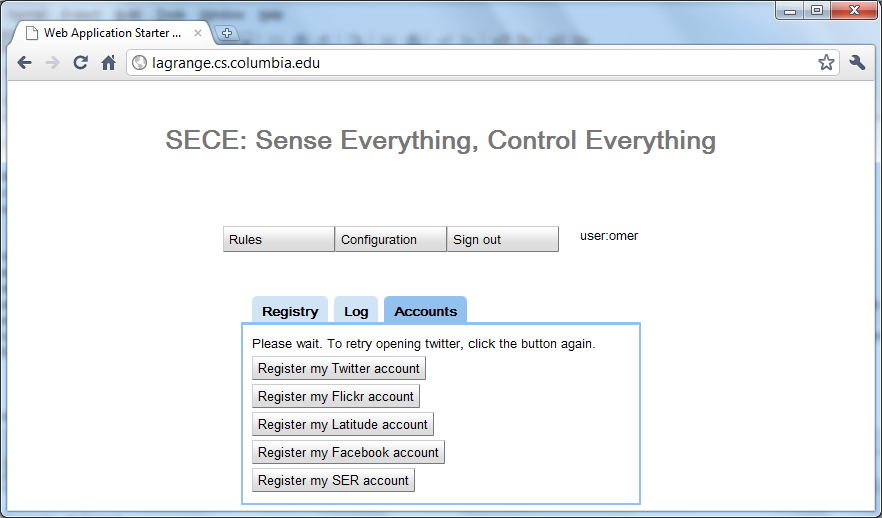 Web Application Starter ...
lagrange.cs.columbia.edu
SECE: Sense Everything, Control Everything
Rules Configuration Sign out user:omer
Registry Log Accounts
Please wait. To retry opening twitter, click the button again.
Register my Twitter account
Register my Flickr account
Register my Latitude account
Register my Facebook account
Register my SER account